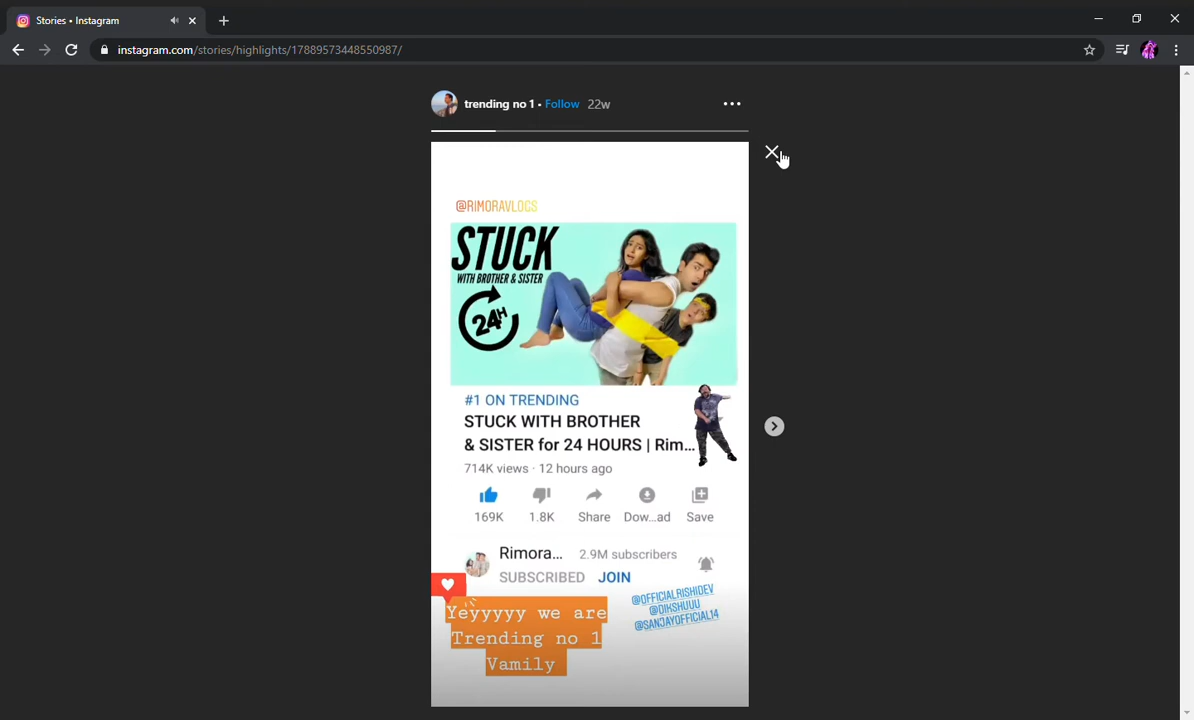 Stories • Instagram
instagram.com/stories/highlights/17889573448550987/
trending no 1 • Follow 22w
@RIMORAVLOGS
STUCK
WITH BROTHER & SISTER
24H
#1 ON TRENDING
STUCK WITH BROTHER
& SISTER for 24 HOURS | Rim...
714K views · 12 hours ago
169K 1.8K Share Dow...ad Save
Rimora... 2.9M subscribers
SUBSCRIBED JOIN
@OFFICIALRISHIDEV
@DIKSHUUU
@SANJAYOFFICIAL14
Yeyyyyy we are
Trending no 1
Vamily